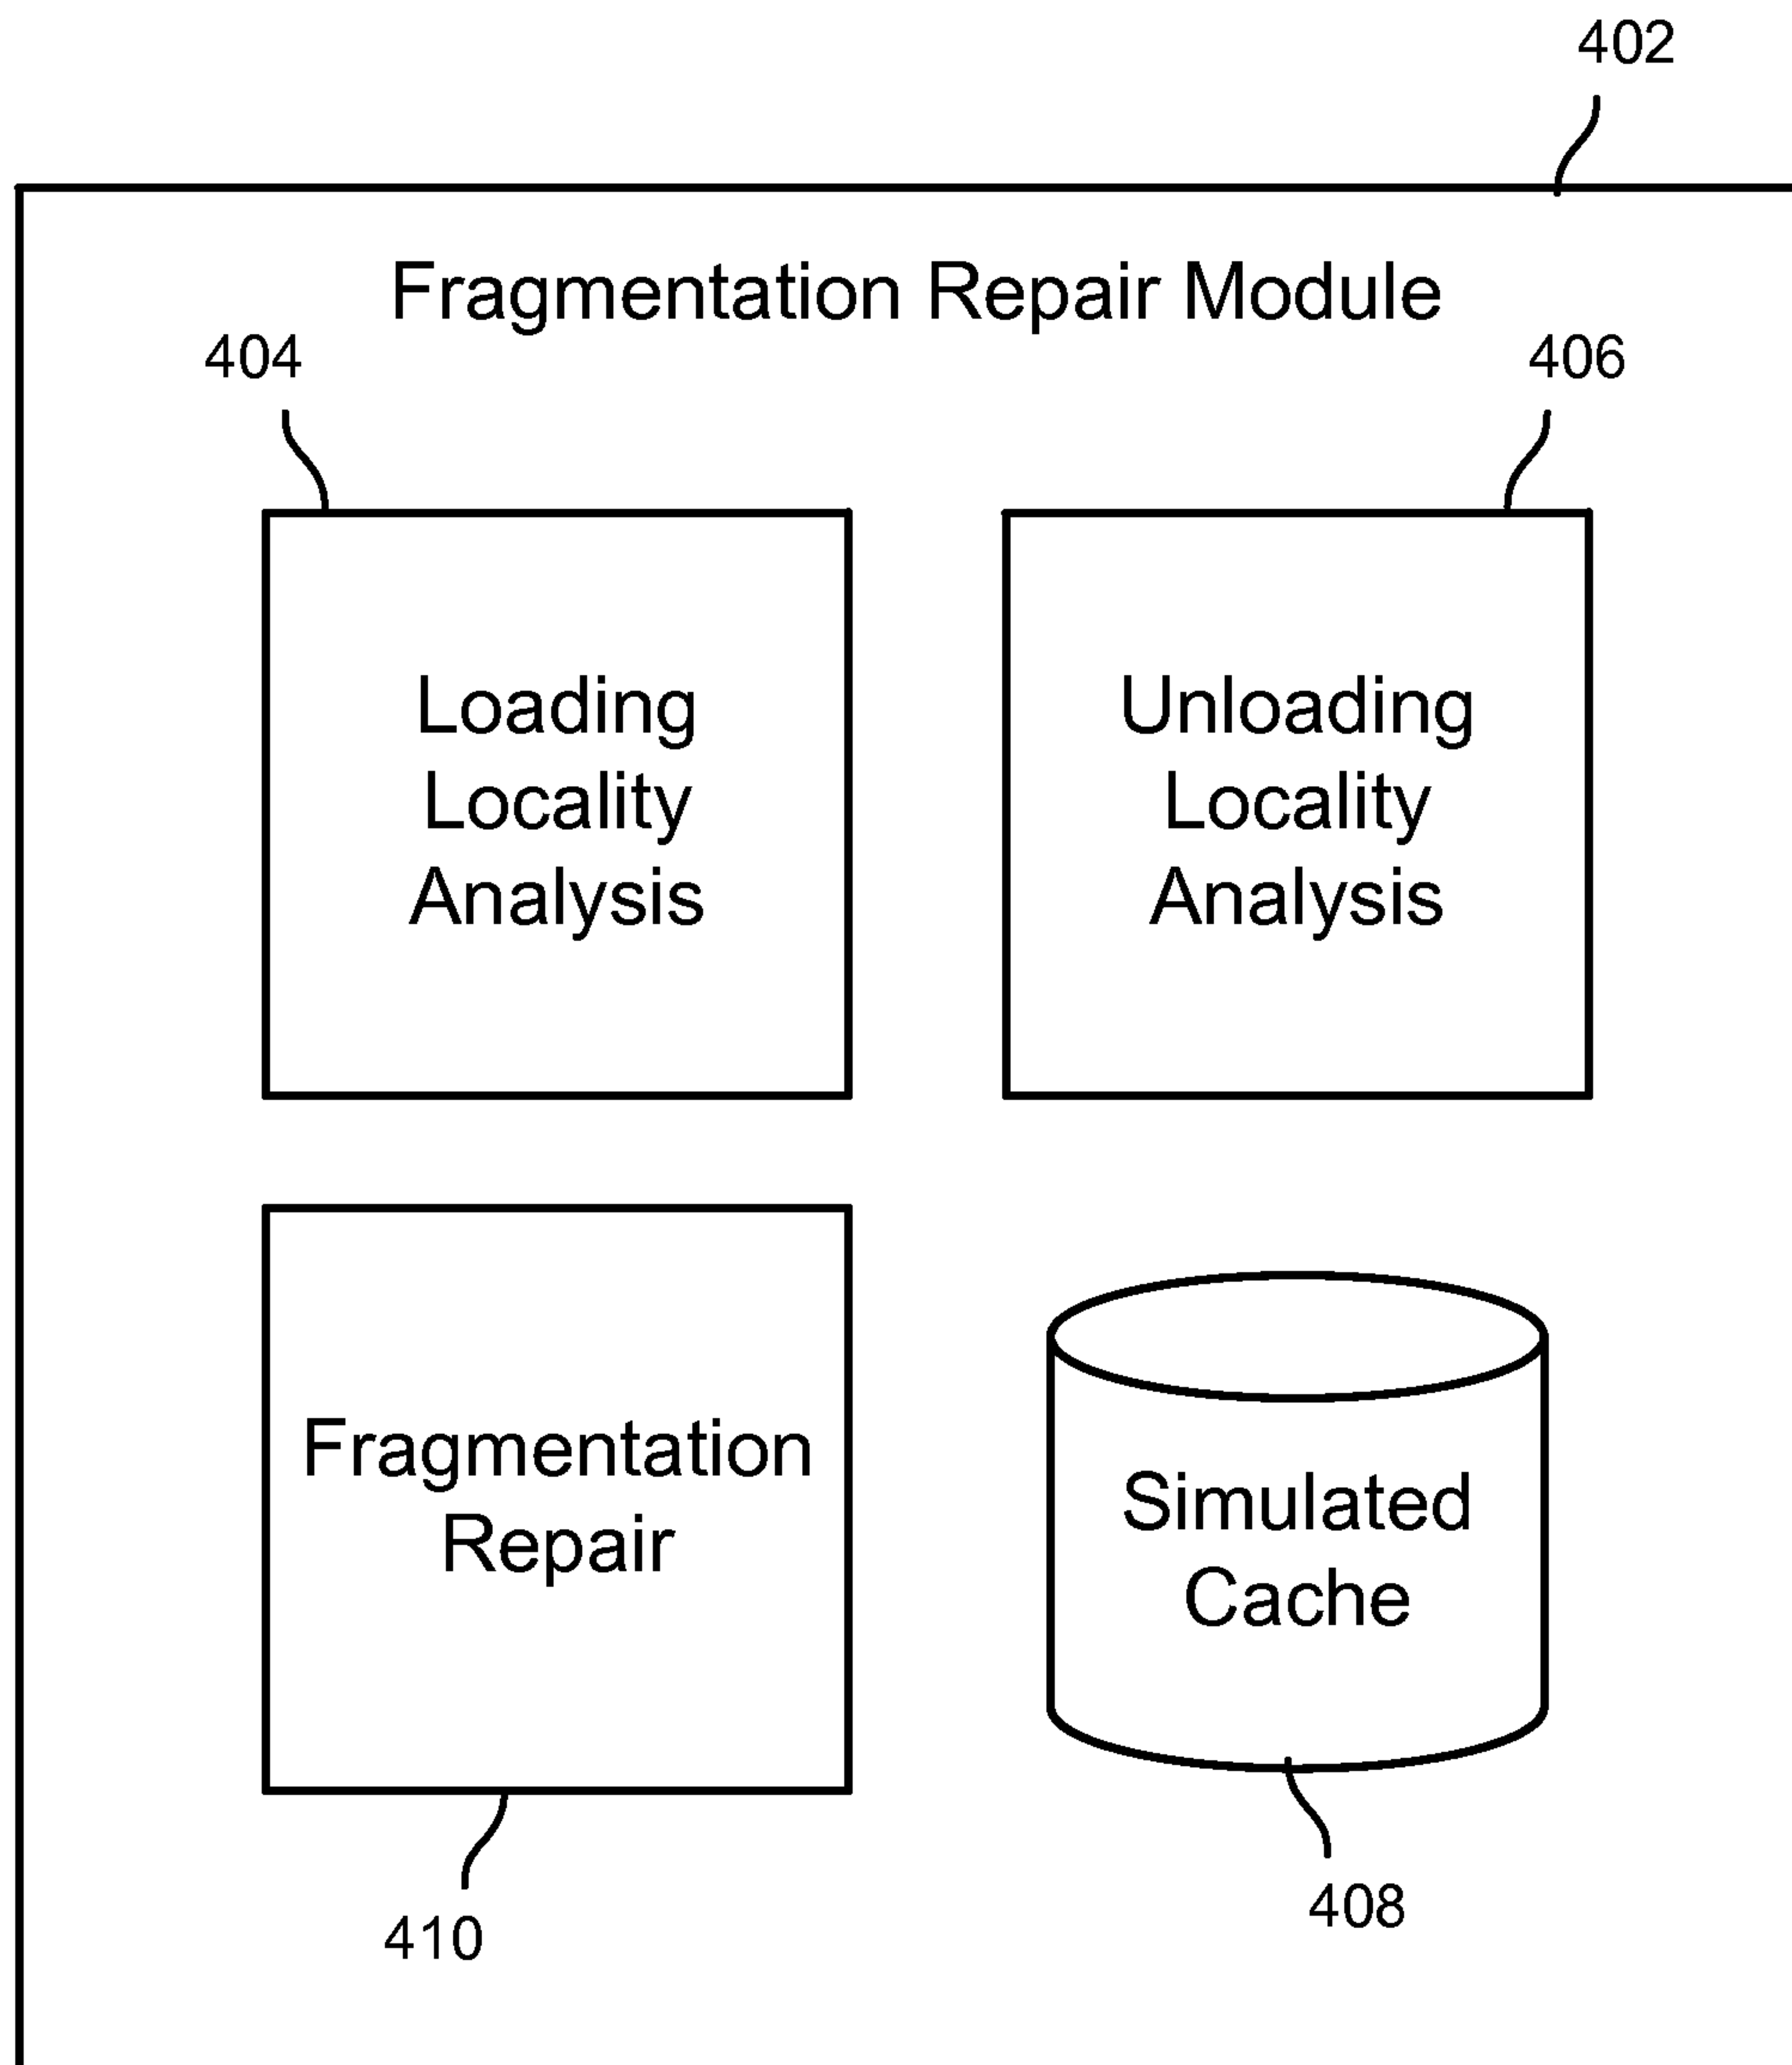 402
Fragmentation Repair Module
404
406
Loading
Locality
Analysis
Unloading
Locality
Analysis
Fragmentation
Repair
Simulated
Cache
410
408